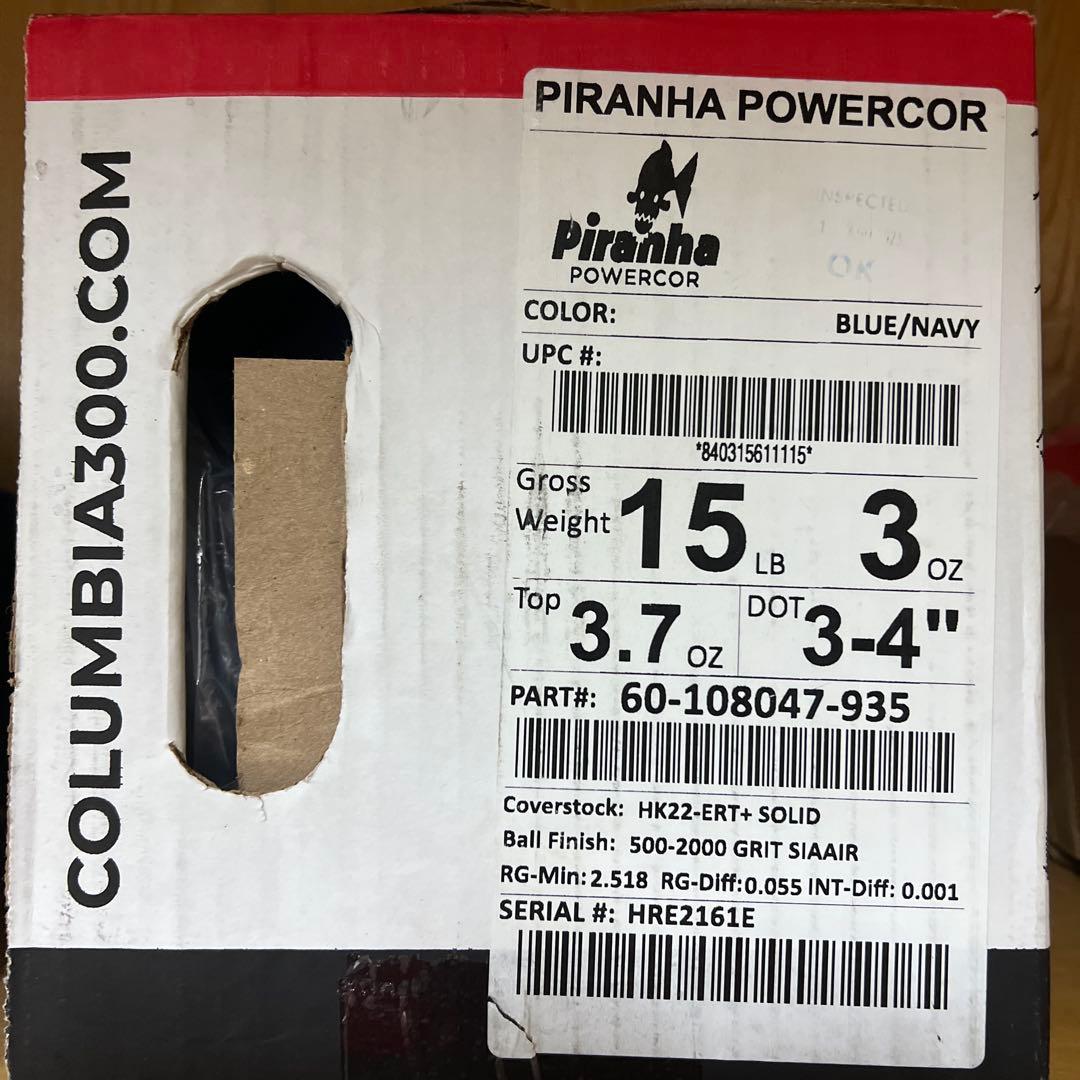 COLUMBIA300.COM
PIRANHA POWERCOR
INSPECTED
OK
Piranha
POWERCOR
COLOR: BLUE/NAVY
UPC #:
*840315611115*
Gross Weight 15 LB 3 OZ
Top 3.7 OZ DOT 3-4"
PART#: 60-108047-935
Coverstock: HK22-ERT+ SOLID
Ball Finish: 500-2000 GRIT SIAAIR
RG-Min: 2.518 RG-Diff: 0.055 INT-Diff: 0.001
SERIAL #: HRE2161E